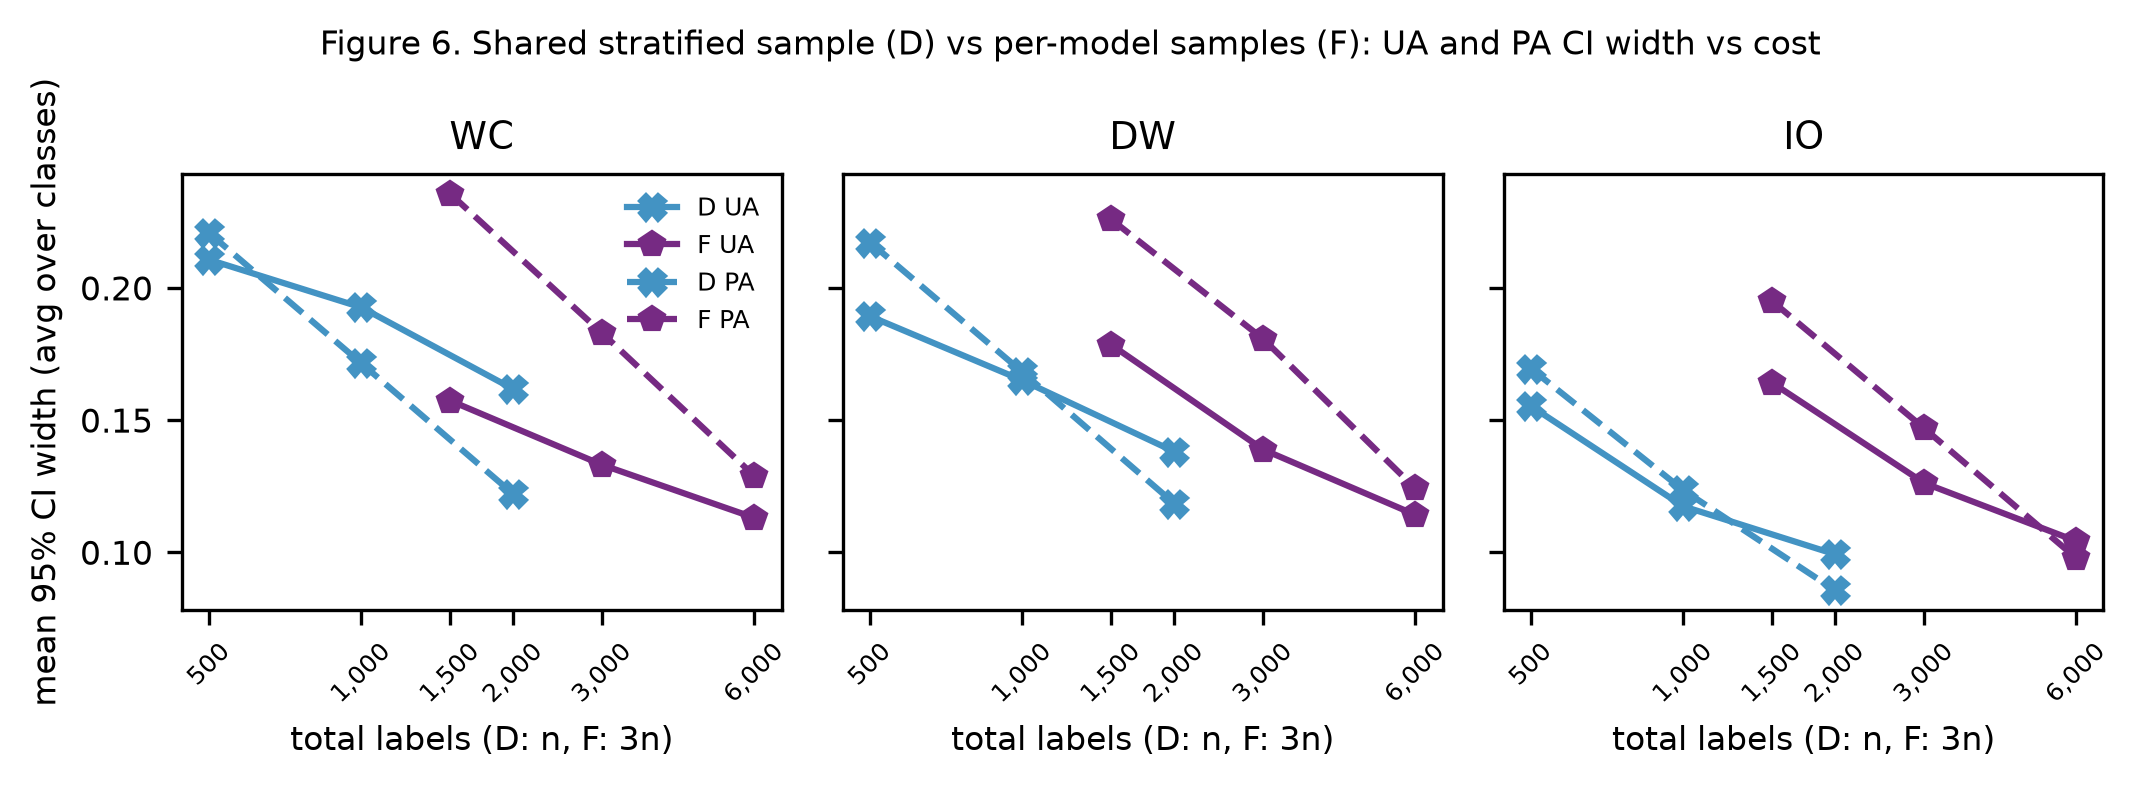 Figure 6. Shared stratified sample (D) vs per-model samples (F): UA and PA CI width vs cost
mean 95% CI width (avg over classes)
WC
0.20
0.15
0.10
D UA
F UA
D PA
F PA
500
1,000
1,500
2,000
3,000
6,000
total labels (D: n, F: 3n)
DW
500
1,000
1,500
2,000
3,000
6,000
total labels (D: n, F: 3n)
IO
500
1,000
1,500
2,000
3,000
6,000
total labels (D: n, F: 3n)